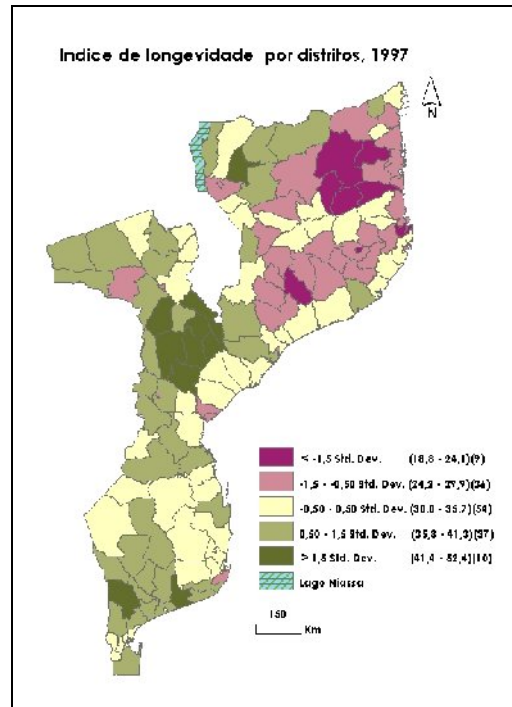 Indice de longevidade por distritos, 1997
N
< -1,5 Std. Dev. (18,8 - 24,1)(9)
-1,5 - -0,50 Std. Dev. (24,2 - 29,9)(36)
-0,50 - 0,50 Std. Dev. (30,0 - 35,7)(54)
0,50 - 1,5 Std. Dev. (35,8 - 41,3)(37)
> 1,5 Std. Dev. (41,4 - 52,4)(10)
Lago Niassa
150
Km